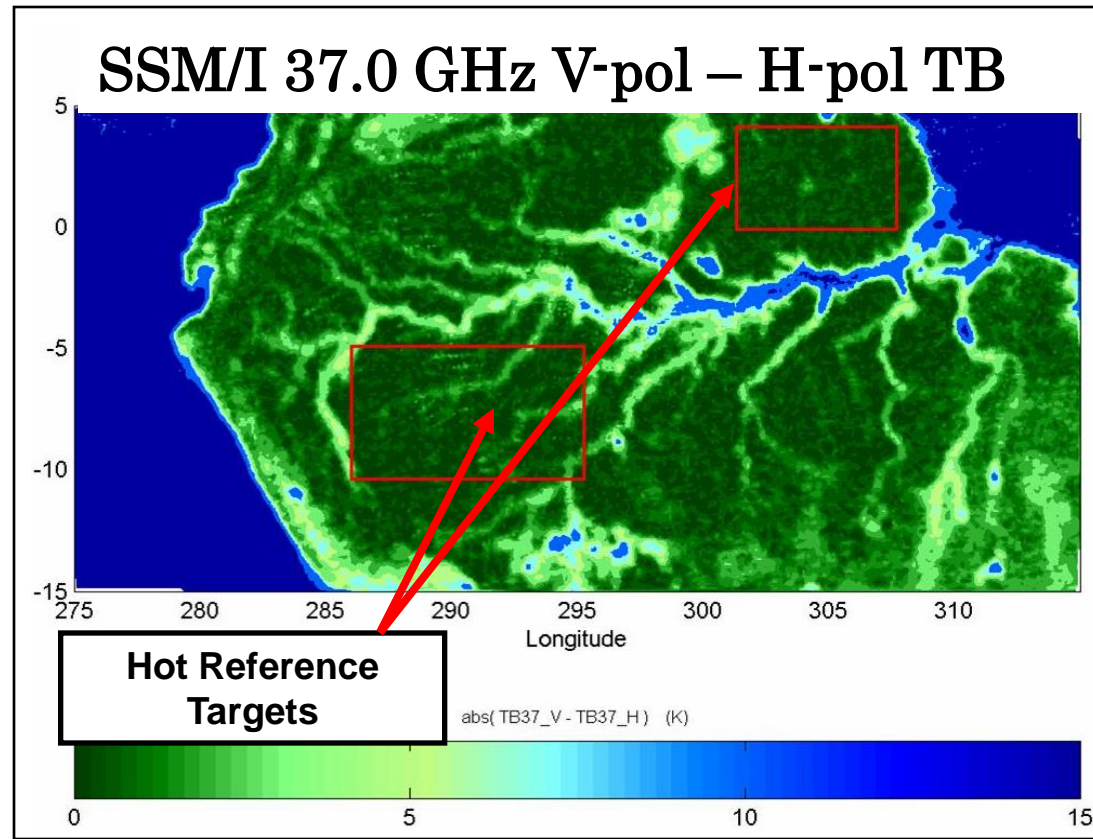 SSM/I 37.0 GHz V-pol – H-pol TB
5
0
-5
-10
-15
275 280 285 290 295 300 305 310
Longitude
Hot Reference
Targets
abs( TB37_V - TB37_H ) (K)
0 5 10 15